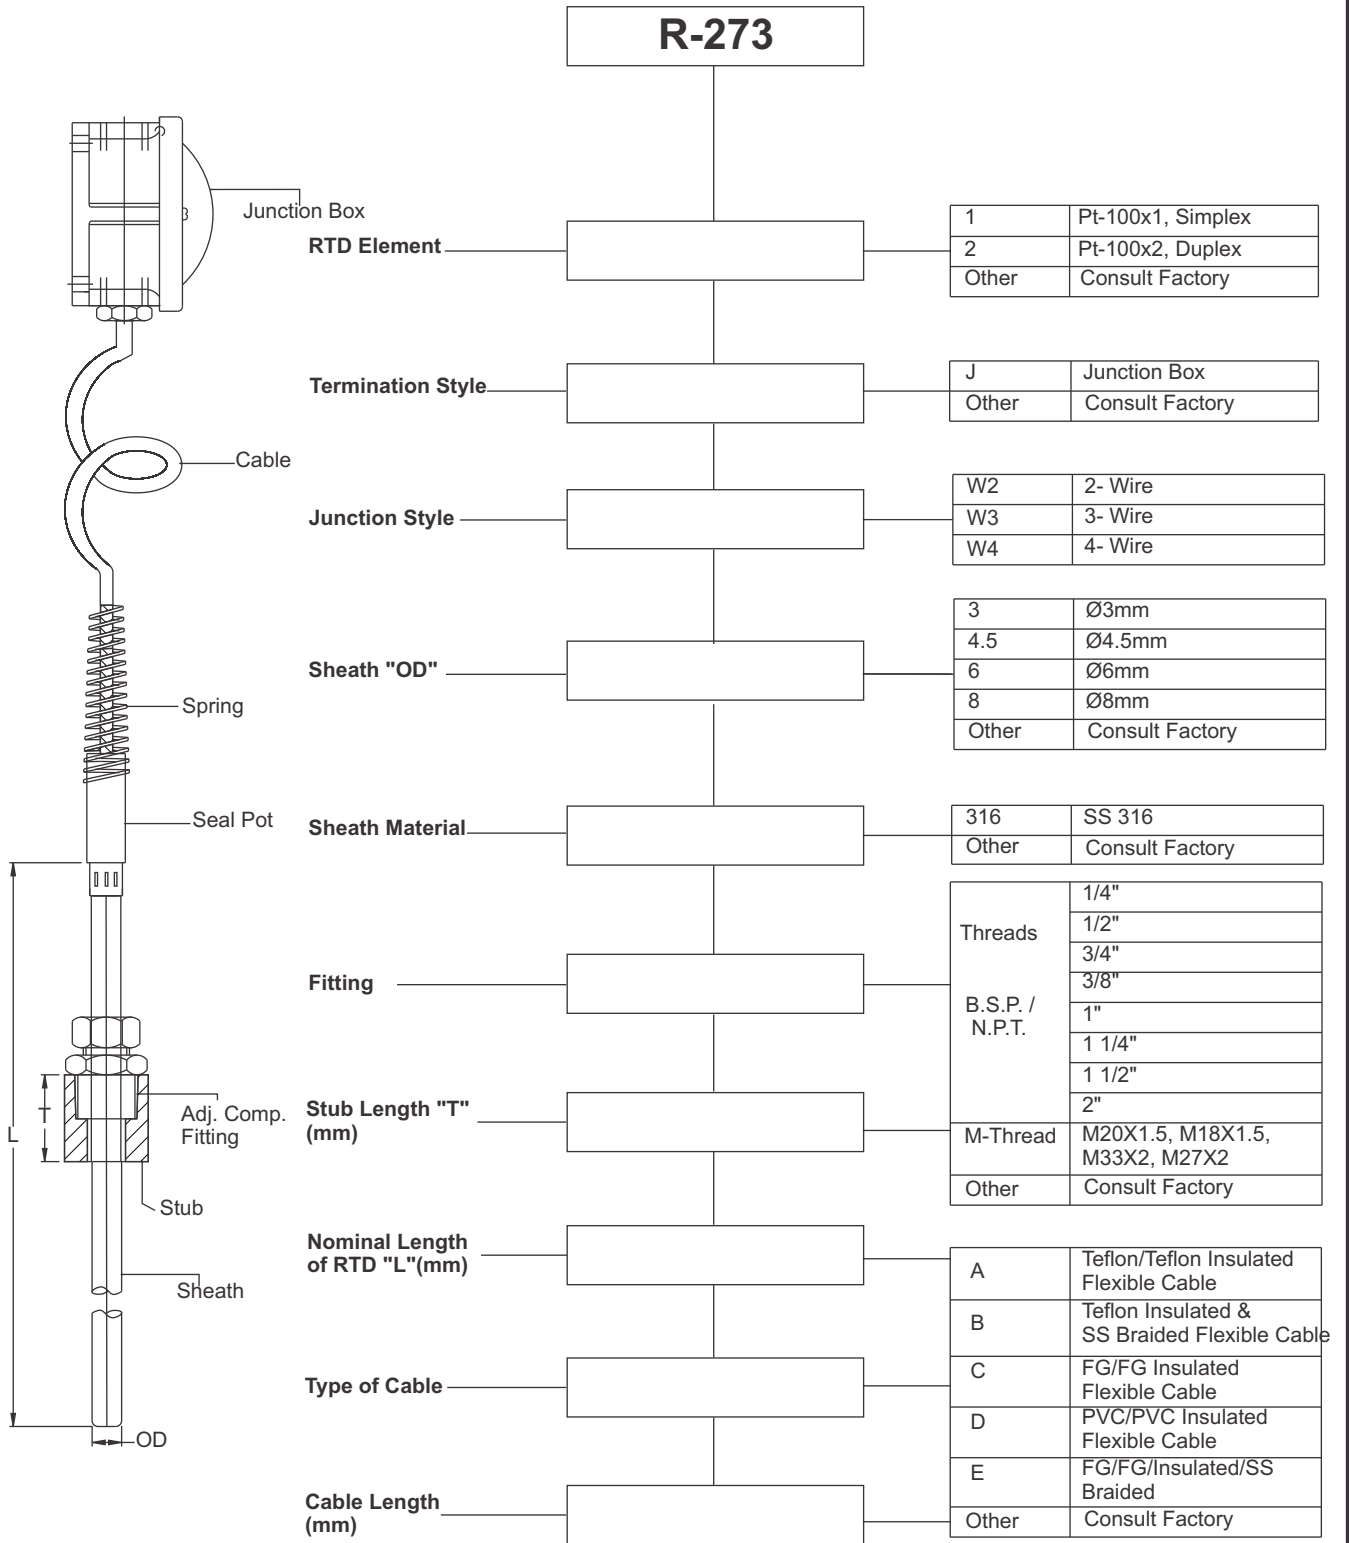 R-273
Junction Box
Cable
Spring
Seal Pot
Adj. Comp.
Fitting
Stub
Sheath
T
L
OD
RTD Element
1 Pt-100x1, Simplex
2 Pt-100x2, Duplex
Other Consult Factory
Termination Style
J Junction Box
Other Consult Factory
Junction Style
W2 2- Wire
W3 3- Wire
W4 4- Wire
Sheath "OD"
3 Ø3mm
4.5 Ø4.5mm
6 Ø6mm
8 Ø8mm
Other Consult Factory
Sheath Material
316 SS 316
Other Consult Factory
Fitting
Threads
B.S.P. /
N.P.T.
1/4"
1/2"
3/4"
3/8"
1"
1 1/4"
1 1/2"
2"
M-Thread M20X1.5, M18X1.5,
M33X2, M27X2
Other Consult Factory
Stub Length "T"
(mm)
Nominal Length
of RTD "L"(mm)
Type of Cable
A Teflon/Teflon Insulated
Flexible Cable
B Teflon Insulated &
SS Braided Flexible Cable
C FG/FG Insulated
Flexible Cable
D PVC/PVC Insulated
Flexible Cable
E FG/FG/Insulated/SS
Braided
Other Consult Factory
Cable Length
(mm)